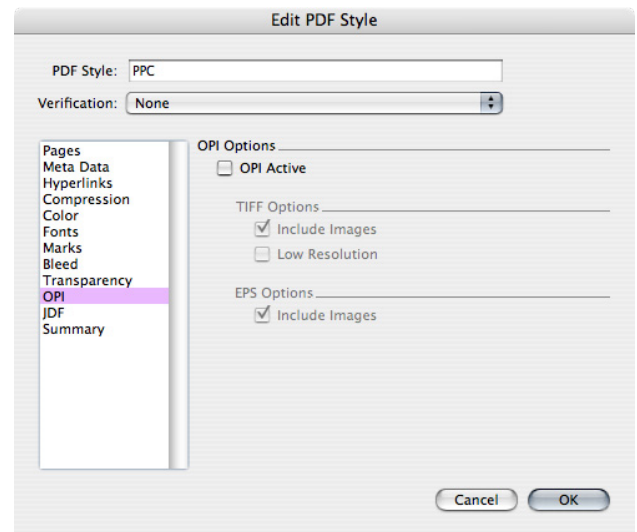 Edit PDF Style
PDF Style: PPC
Verification: None
Pages
Meta Data
Hyperlinks
Compression
Color
Fonts
Marks
Bleed
Transparency
OPI
JDF
Summary
OPI Options
OPI Active
TIFF Options
Include Images
Low Resolution
EPS Options
Include Images
Cancel
OK